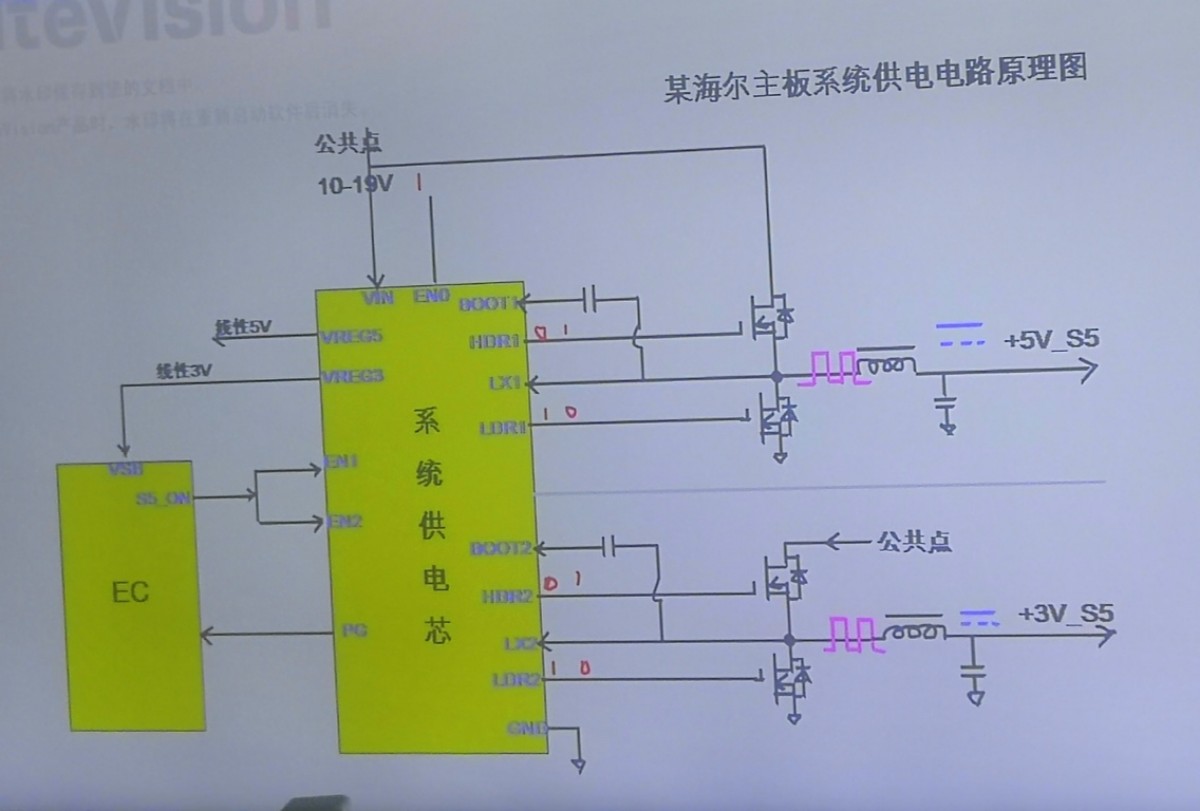 某海尔主板系统供电电路原理图
公共点
10-19V 1
VIN EN0 BOOT1
线性5V
VREG5
HDR1 0 1
+5V_S5
线性3V
VREG3
LX1
LDR1 1 0
系统供电芯
VSB
S5_ON
EN1
EN2
EC
BOOT2
公共点
HDR2 0 1
+3V_S5
PG
LX2
LDR2 1 0
GND